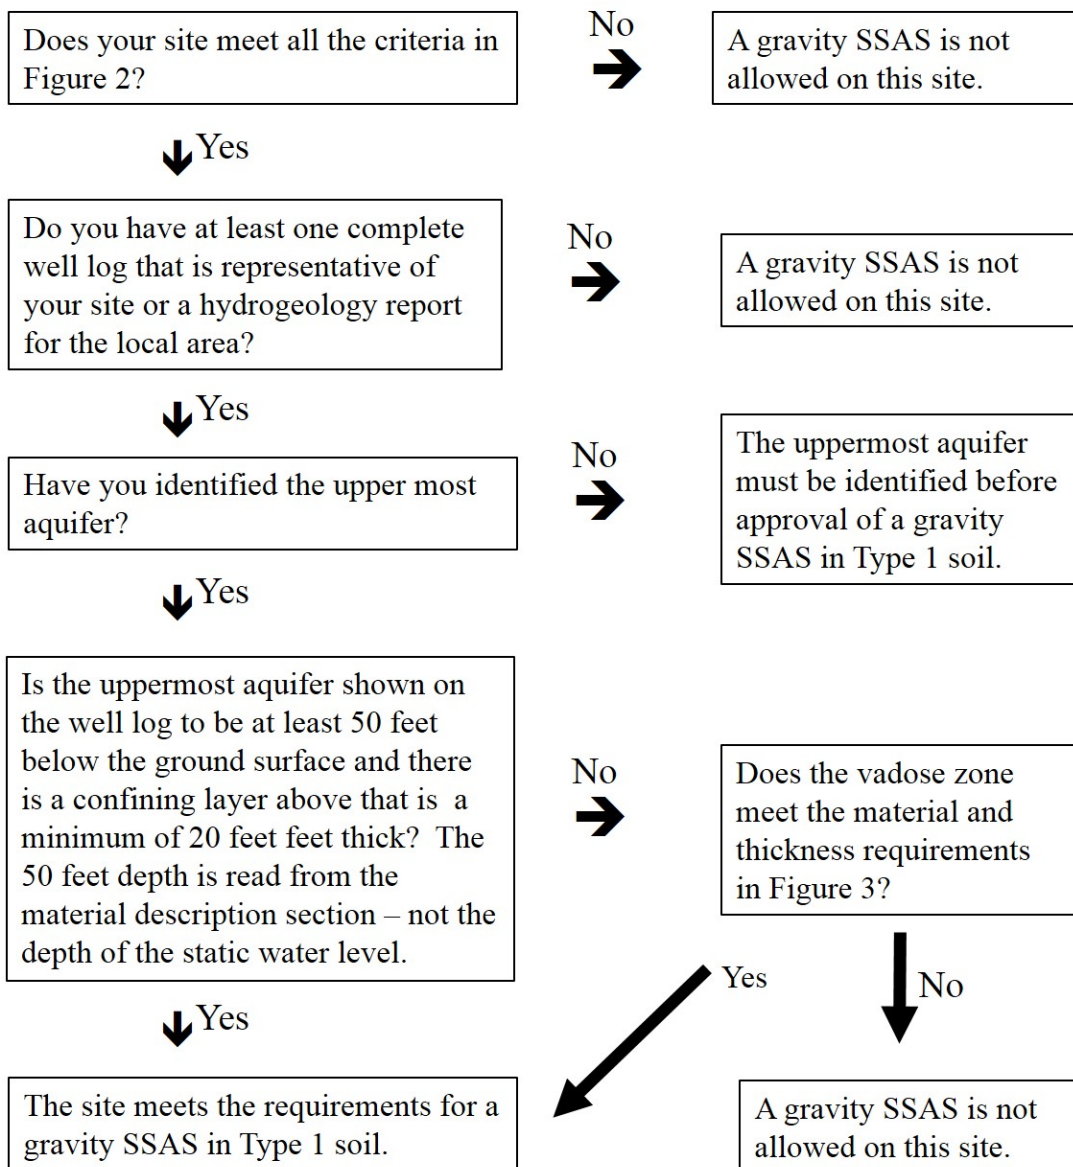 Does your site meet all the criteria in
Figure 2?
No
A gravity SSAS is not
allowed on this site.
Yes
Do you have at least one complete
well log that is representative of
your site or a hydrogeology report
for the local area?
No
A gravity SSAS is not
allowed on this site.
Yes
Have you identified the upper most
aquifer?
No
The uppermost aquifer
must be identified before
approval of a gravity
SSAS in Type 1 soil.
Yes
Is the uppermost aquifer shown on
the well log to be at least 50 feet
below the ground surface and there
is a confining layer above that is  a
minimum of 20 feet feet thick?  The
50 feet depth is read from the
material description section – not the
depth of the static water level.
No
Does the vadose zone
meet the material and
thickness requirements
in Figure 3?
Yes
No
Yes
The site meets the requirements for a
gravity SSAS in Type 1 soil.
A gravity SSAS is not
allowed on this site.